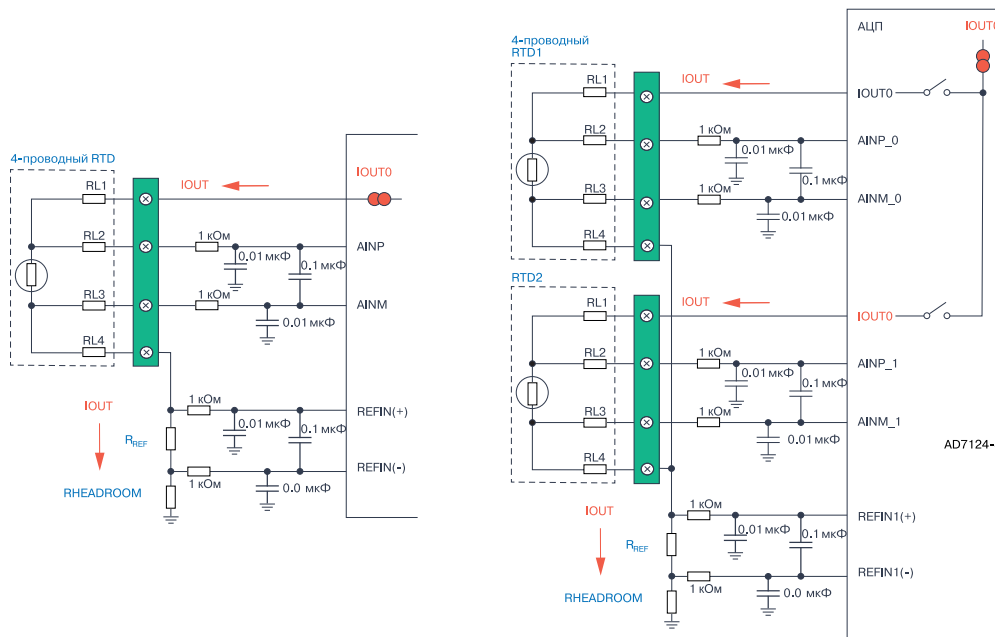 4-проводный RTD
RL1
RL2
RL3
RL4
IOUT
IOUT0
1 кОм
0.01 мкФ
0.1 мкФ
AINP
1 кОм
AINM
0.01 мкФ
IOUT
RREF
RHEADROOM
1 кОм
0.01 мкФ
0.1 мкФ
REFIN(+)
REFIN(-)
1 кОм
0.0 мкФ
4-проводный
RTD1
RL1
RL2
RL3
RL4
IOUT
АЦП
IOUT0
IOUT0
1 кОм
AINP_0
0.01 мкФ
0.1 мкФ
1 кОм
AINM_0
0.01 мкФ
RTD2
RL1
RL2
RL3
RL4
IOUT
IOUT0
1 кОм
AINP_1
0.01 мкФ
0.1 мкФ
1 кОм
AINM_1
0.01 мкФ
AD7124-
IOUT
RREF
RHEADROOM
1 кОм
REFIN1(+)
0.01 мкФ
0.1 мкФ
REFIN1(-)
1 кОм
0.0 мкФ